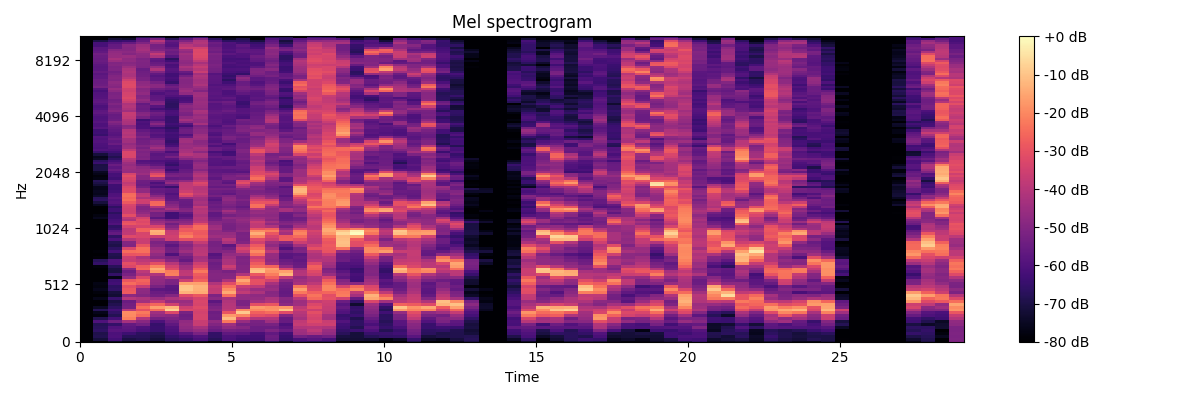 Mel spectrogram
8192
4096
2048
1024
512
0
Hz
0 5 10 15 20 25
Time
+0 dB
-10 dB
-20 dB
-30 dB
-40 dB
-50 dB
-60 dB
-70 dB
-80 dB